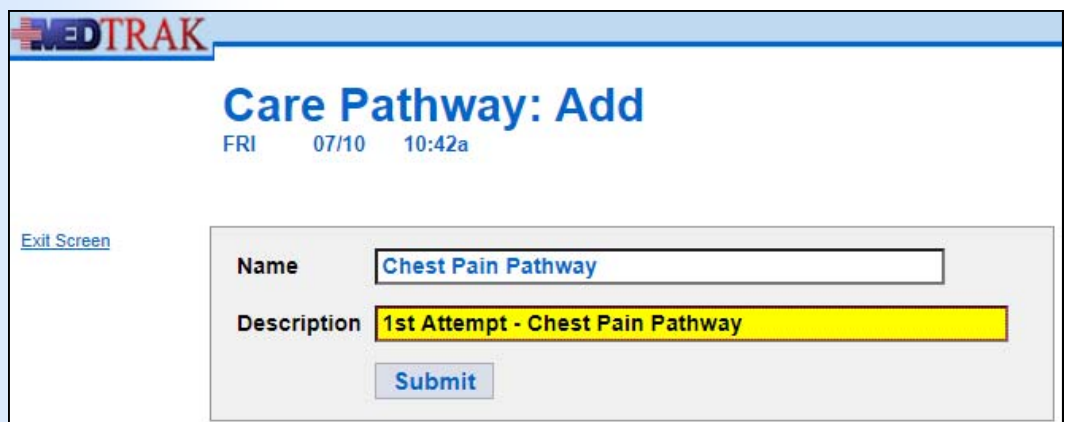 MEDTRAK
Care Pathway: Add
FRI 07/10 10:42a
Exit Screen
Name Chest Pain Pathway
Description 1st Attempt - Chest Pain Pathway
Submit